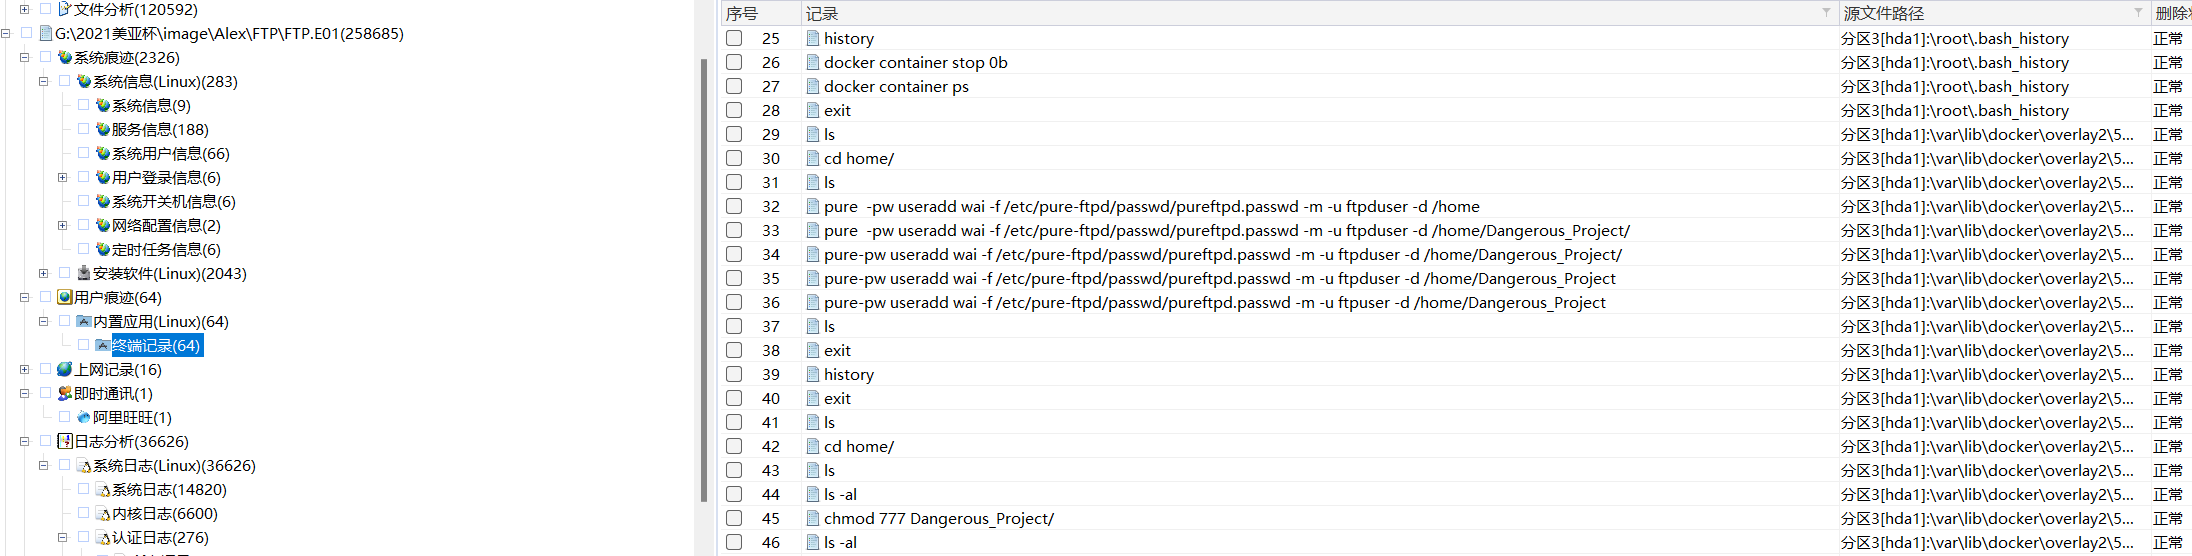 文件分析(120592)
G:\2021美亚杯\image\Alex\FTP\FTP.E01(258685)
系统痕迹(2326)
系统信息(Linux)(283)
系统信息(9)
服务信息(188)
系统用户信息(66)
用户登录信息(6)
系统开关机信息(6)
网络配置信息(2)
定时任务信息(6)
安装软件(Linux)(2043)
用户痕迹(64)
内置应用(Linux)(64)
终端记录(64)
上网记录(16)
即时通讯(1)
阿里旺旺(1)
日志分析(36626)
系统日志(Linux)(36626)
系统日志(14820)
内核日志(6600)
认证日志(276)
序号 记录 源文件路径
25 history 分区3[hda1]:\root\.bash_history 正常
26 docker container stop 0b 分区3[hda1]:\root\.bash_history 正常
27 docker container ps 分区3[hda1]:\root\.bash_history 正常
28 exit 分区3[hda1]:\root\.bash_history 正常
29 ls 分区3[hda1]:\var\lib\docker\overlay2\5... 正常
30 cd home/ 分区3[hda1]:\var\lib\docker\overlay2\5... 正常
31 ls 分区3[hda1]:\var\lib\docker\overlay2\5... 正常
32 pure  -pw useradd wai -f /etc/pure-ftpd/passwd/pureftpd.passwd -m -u ftpduser -d /home 分区3[hda1]:\var\lib\docker\overlay2\5... 正常
33 pure  -pw useradd wai -f /etc/pure-ftpd/passwd/pureftpd.passwd -m -u ftpduser -d /home/Dangerous_Project/ 分区3[hda1]:\var\lib\docker\overlay2\5... 正常
34 pure-pw useradd wai -f /etc/pure-ftpd/passwd/pureftpd.passwd -m -u ftpduser -d /home/Dangerous_Project/ 分区3[hda1]:\var\lib\docker\overlay2\5... 正常
35 pure-pw useradd wai -f /etc/pure-ftpd/passwd/pureftpd.passwd -m -u ftpduser -d /home/Dangerous_Project 分区3[hda1]:\var\lib\docker\overlay2\5... 正常
36 pure-pw useradd wai -f /etc/pure-ftpd/passwd/pureftpd.passwd -m -u ftpuser -d /home/Dangerous_Project 分区3[hda1]:\var\lib\docker\overlay2\5... 正常
37 ls 分区3[hda1]:\var\lib\docker\overlay2\5... 正常
38 exit 分区3[hda1]:\var\lib\docker\overlay2\5... 正常
39 history 分区3[hda1]:\var\lib\docker\overlay2\5... 正常
40 exit 分区3[hda1]:\var\lib\docker\overlay2\5... 正常
41 ls 分区3[hda1]:\var\lib\docker\overlay2\5... 正常
42 cd home/ 分区3[hda1]:\var\lib\docker\overlay2\5... 正常
43 ls 分区3[hda1]:\var\lib\docker\overlay2\5... 正常
44 ls -al 分区3[hda1]:\var\lib\docker\overlay2\5... 正常
45 chmod 777 Dangerous_Project/ 分区3[hda1]:\var\lib\docker\overlay2\5... 正常
46 ls -al 分区3[hda1]:\var\lib\docker\overlay2\5... 正常